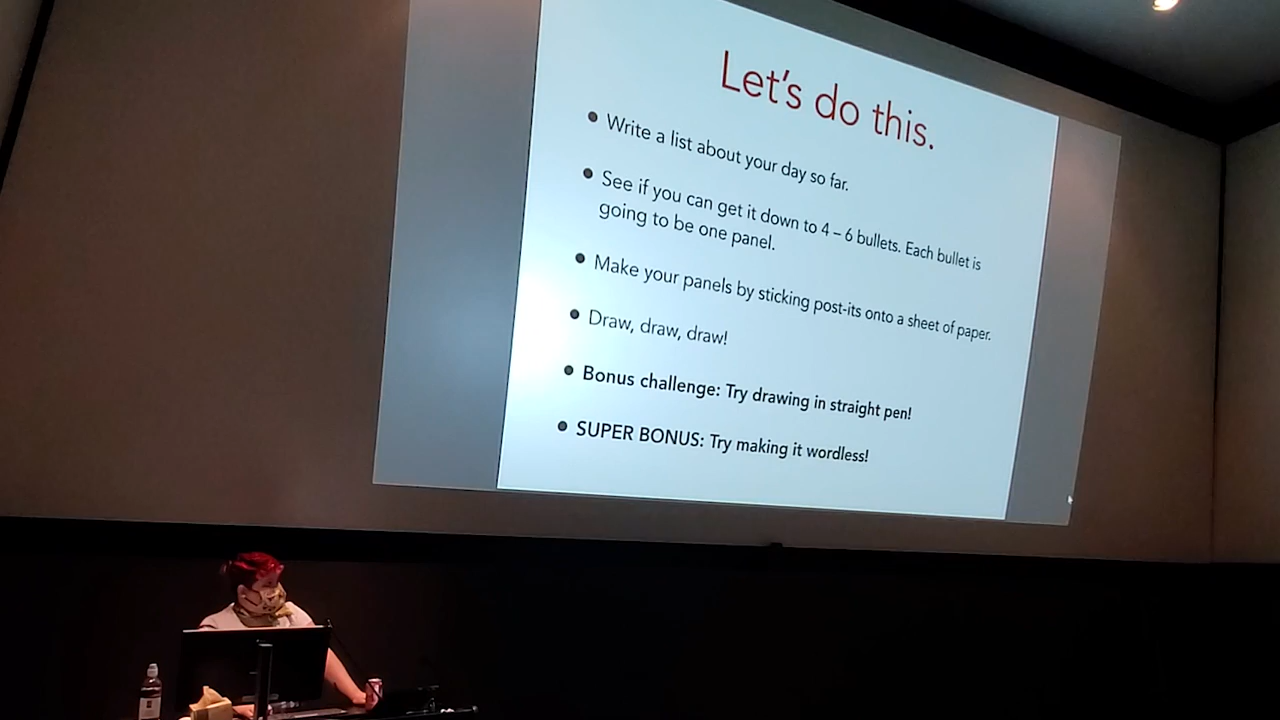 Let's do this.
• Write a list about your day so far.
• See if you can get it down to 4 – 6 bullets. Each bullet is
going to be one panel.
• Make your panels by sticking post-its onto a sheet of paper.
• Draw, draw, draw!
• Bonus challenge: Try drawing in straight pen!
• SUPER BONUS: Try making it wordless!